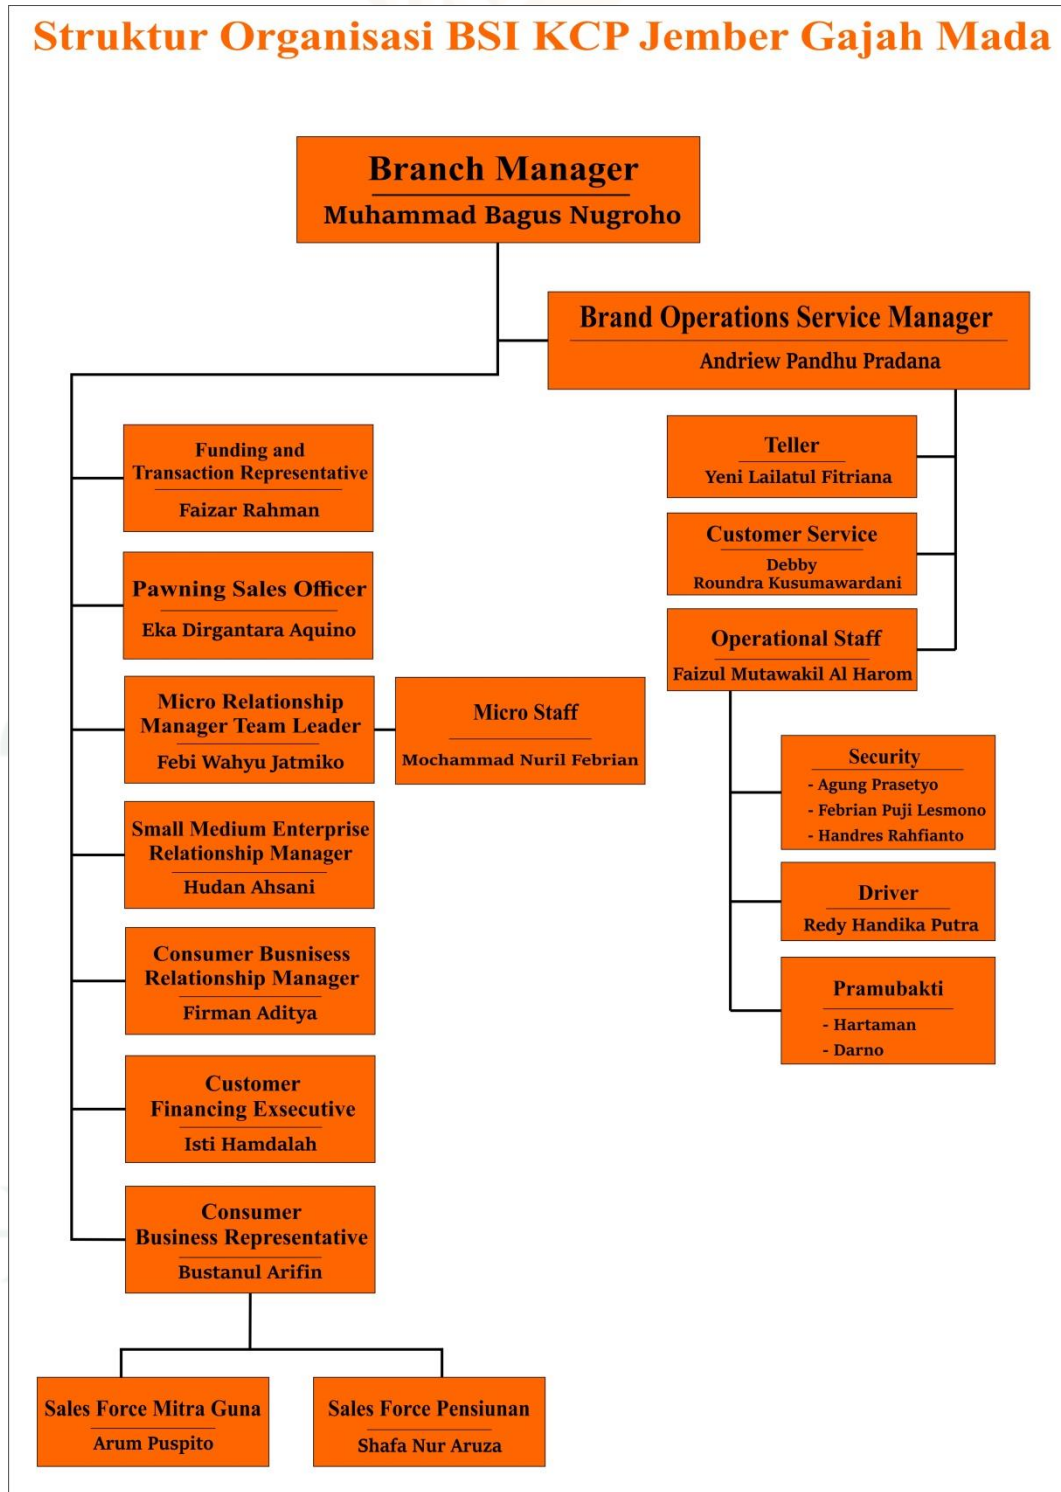 Struktur Organisasi BSI KCP Jember Gajah Mada
Branch Manager
Muhammad Bagus Nugroho
Brand Operations Service Manager
Andriew Pandhu Pradana
Funding and
Transaction Representative
Faizar Rahman
Pawning Sales Officer
Eka Dirgantara Aquino
Micro Relationship
Manager Team Leader
Febi Wahyu Jatmiko
Micro Staff
Mochammad Nuril Febrian
Small Medium Enterprise
Relationship Manager
Hudan Ahsani
Consumer Busnisess
Relationship Manager
Firman Aditya
Customer
Financing Exsecutive
Isti Hamdalah
Consumer
Business Representative
Bustanul Arifin
Sales Force Mitra Guna
Arum Puspito
Sales Force Pensiunan
Shafa Nur Aruza
Teller
Yeni Lailatul Fitriana
Customer Service
Debby
Roundra Kusumawardani
Operational Staff
Faizul Mutawakil Al Harom
Security
- Agung Prasetyo
- Febrian Puji Lesmono
- Handres Rahfianto
Driver
Redy Handika Putra
Pramubakti
- Hartaman
- Darno